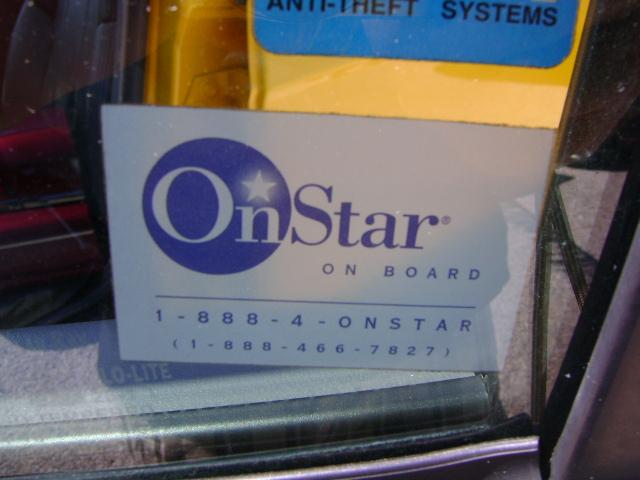 ANTI-THEFT SYSTEMS
OnStar®
ON BOARD
1-888-4-ONSTAR
(1-888-466-7827)
LO-LITE